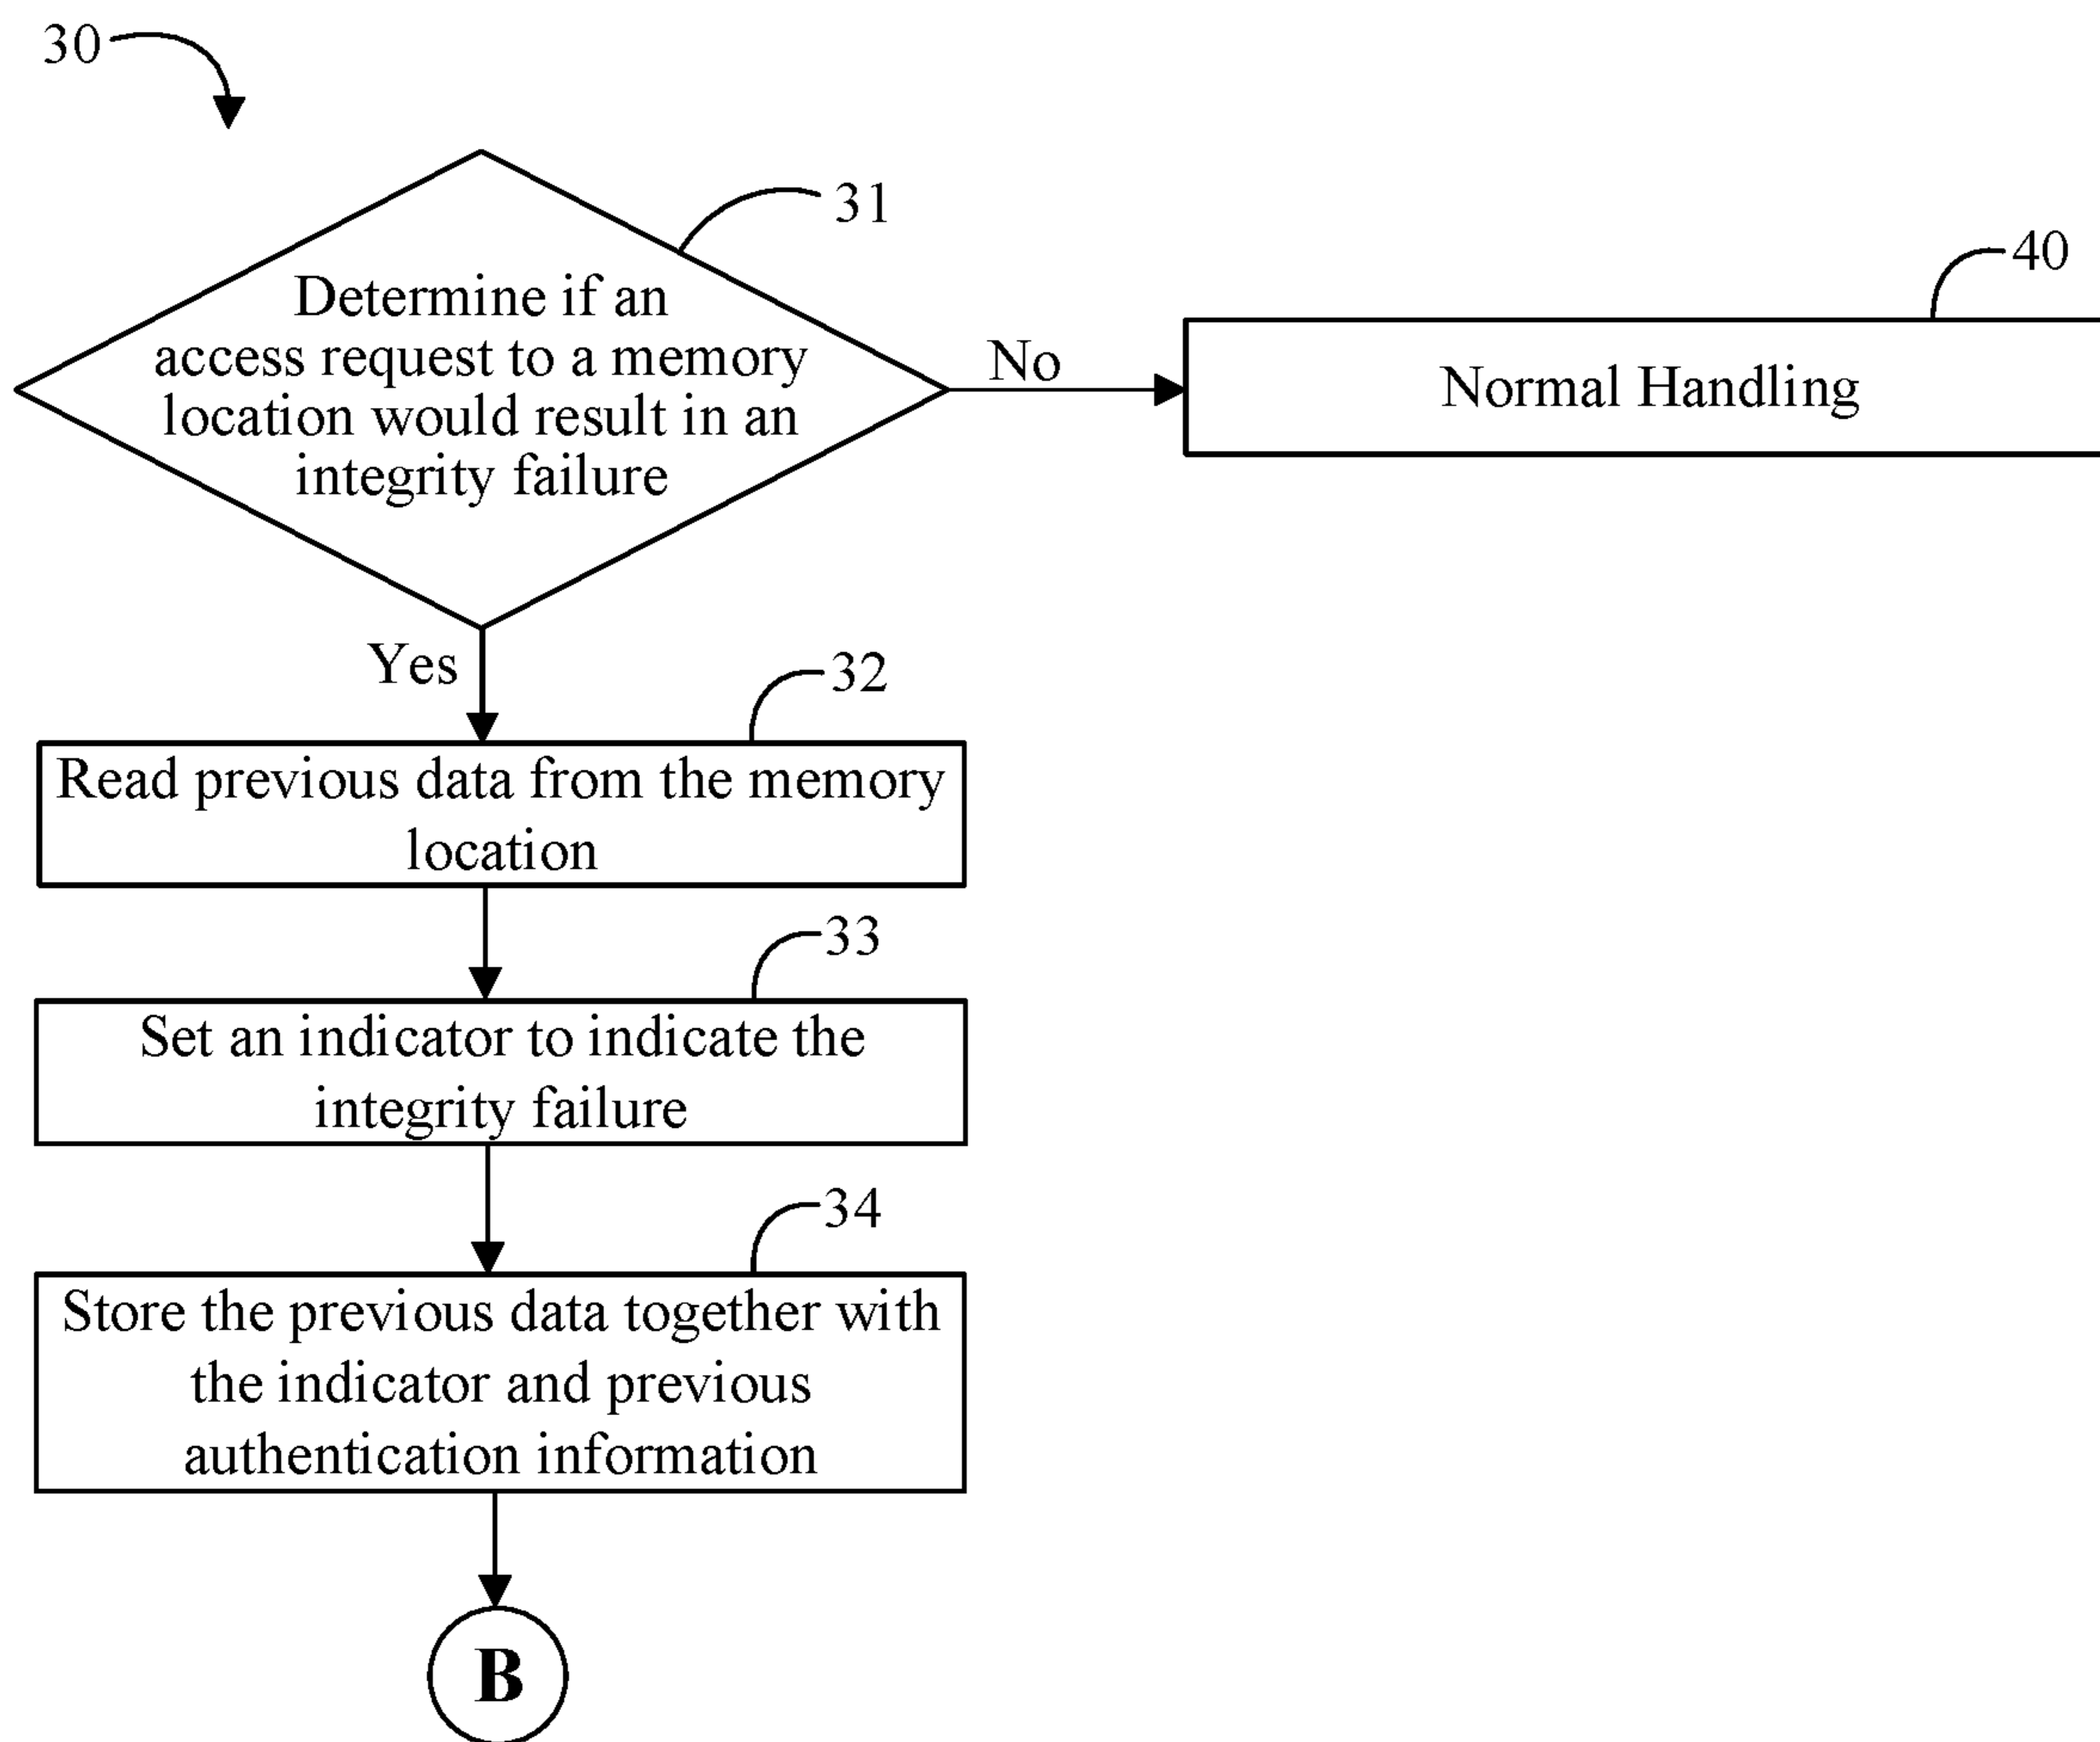 30
31
Determine if an
access request to a memory
location would result in an
integrity failure
No
40
Normal Handling
Yes
32
Read previous data from the memory
location
33
Set an indicator to indicate the
integrity failure
34
Store the previous data together with
the indicator and previous
authentication information
B